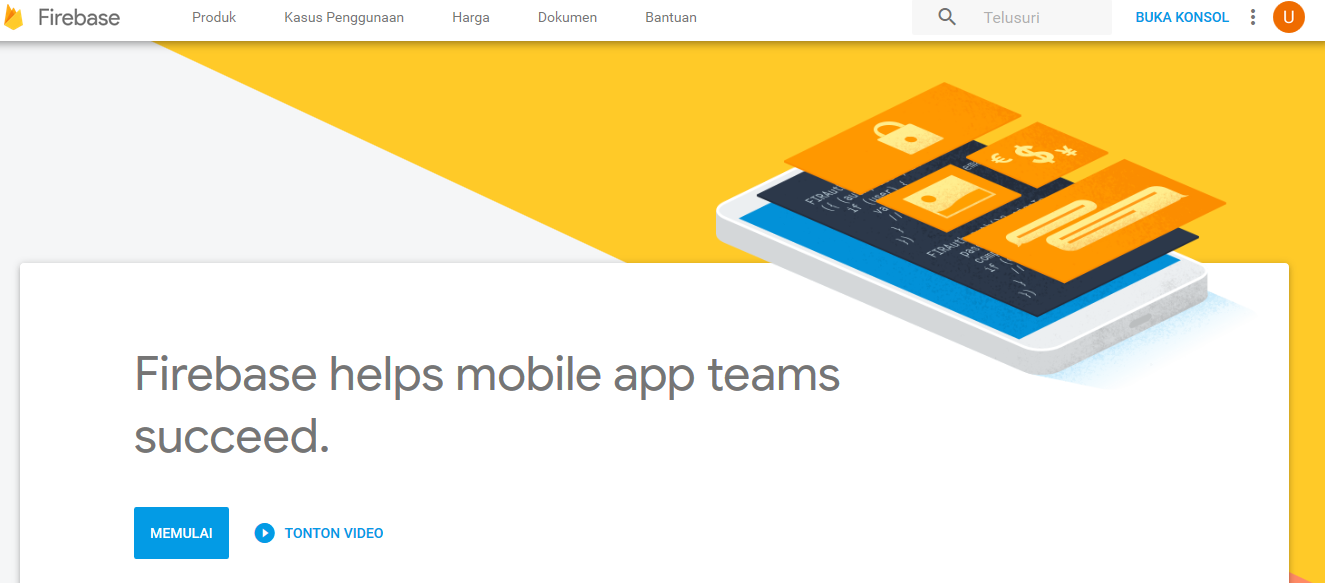 Firebase
Produk
Kasus Penggunaan
Harga
Dokumen
Bantuan
Telusuri
BUKA KONSOL
U
Firebase helps mobile app teams
succeed.
MEMULAI
TONTON VIDEO